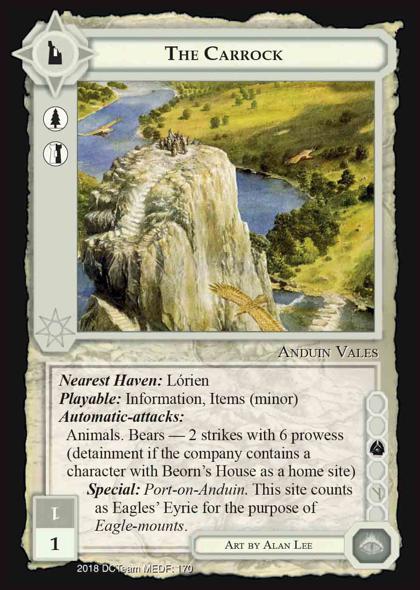 The Carrock
Anduin Vales
Nearest Haven: Lórien
Playable: Information, Items (minor)
Automatic-attacks:
Animals. Bears — 2 strikes with 6 prowess
(detainment if the company contains a
character with Beorn's House as a home site)
Special: Port-on-Anduin. This site counts
as Eagles' Eyrie for the purpose of
Eagle-mounts.
1
1
Art by Alan Lee
2018 DCTeam MEDF: 170